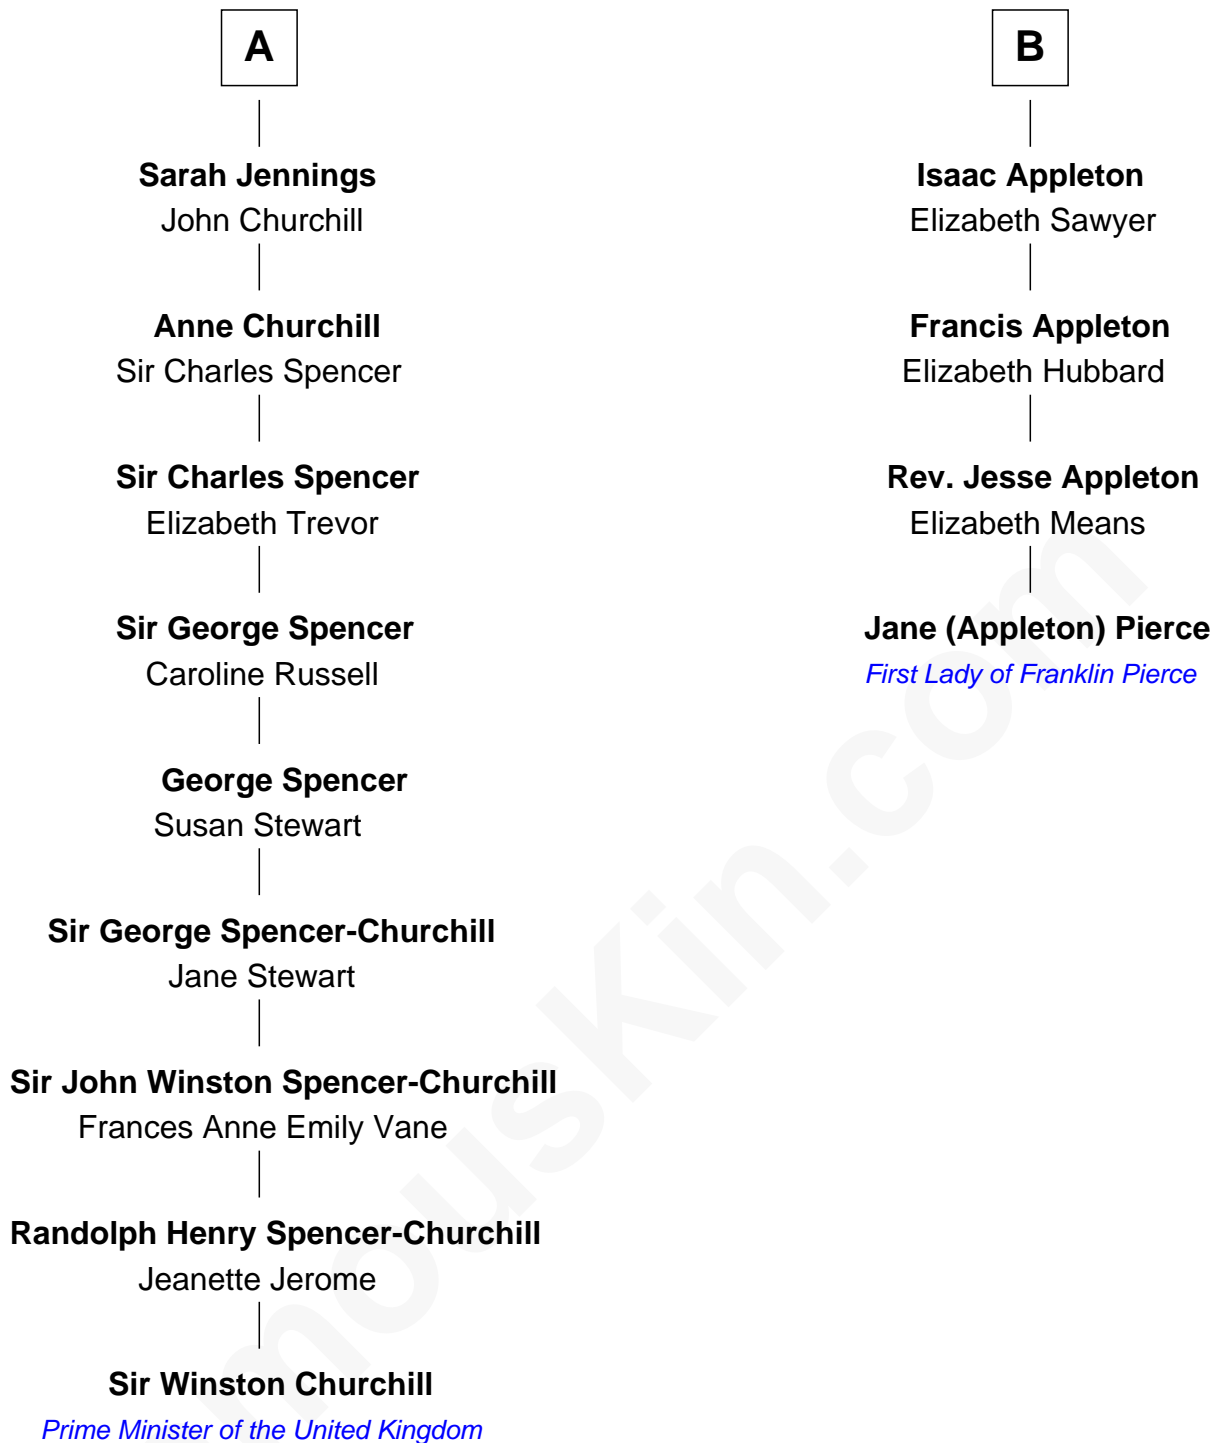 A
Sarah Jennings
John Churchill
Anne Churchill
Sir Charles Spencer
Sir Charles Spencer
Elizabeth Trevor
Sir George Spencer
Caroline Russell
George Spencer
Susan Stewart
Sir George Spencer-Churchill
Jane Stewart
Sir John Winston Spencer-Churchill
Frances Anne Emily Vane
Randolph Henry Spencer-Churchill
Jeanette Jerome
Sir Winston Churchill
Prime Minister of the United Kingdom
B
Isaac Appleton
Elizabeth Sawyer
Francis Appleton
Elizabeth Hubbard
Rev. Jesse Appleton
Elizabeth Means
Jane (Appleton) Pierce
First Lady of Franklin Pierce
mousKin.com